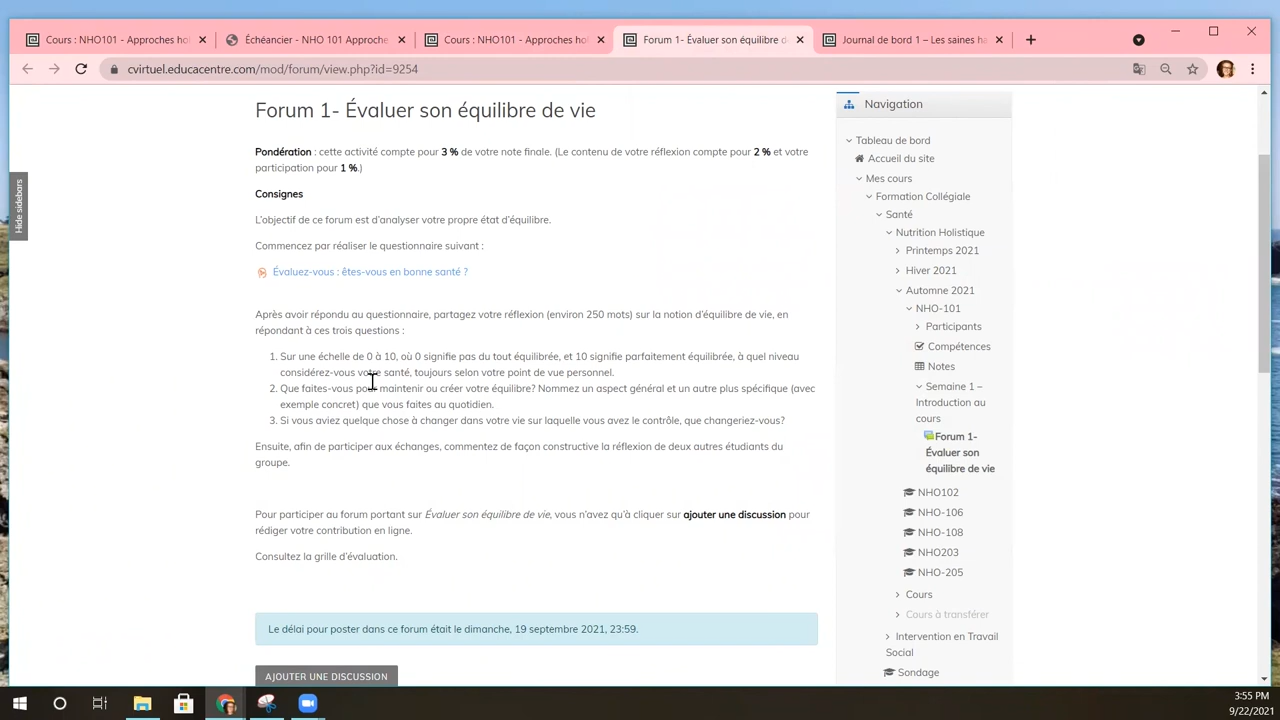 Cours : NHO101 - Approches ho
Échéancier - NHO 101 Approche
Cours : NHO101 - Approches ho
Forum 1- Évaluer son équilibre d
Journal de bord 1 – Les saines ha
cvirtuel.educacentre.com/mod/forum/view.php?id=9254
Hide sidebars
Forum 1- Évaluer son équilibre de vie
Pondération : cette activité compte pour 3 % de votre note finale. (Le contenu de votre réflexion compte pour 2 % et votre
participation pour 1 %.)
Consignes
L'objectif de ce forum est d'analyser votre propre état d'équilibre.
Commencez par réaliser le questionnaire suivant :
Évaluez-vous : êtes-vous en bonne santé ?
Après avoir répondu au questionnaire, partagez votre réflexion (environ 250 mots) sur la notion d'équilibre de vie, en
répondant à ces trois questions :
1. Sur une échelle de 0 à 10, où 0 signifie pas du tout équilibrée, et 10 signifie parfaitement équilibrée, à quel niveau
considérez-vous votre santé, toujours selon votre point de vue personnel.
2. Que faites-vous pour maintenir ou créer votre équilibre? Nommez un aspect général et un autre plus spécifique (avec
exemple concret) que vous faites au quotidien.
3. Si vous aviez quelque chose à changer dans votre vie sur laquelle vous avez le contrôle, que changeriez-vous?
Ensuite, afin de participer aux échanges, commentez de façon constructive la réflexion de deux autres étudiants du
groupe.
Pour participer au forum portant sur Évaluer son équilibre de vie, vous n'avez qu'à cliquer sur ajouter une discussion pour
rédiger votre contribution en ligne.
Consultez la grille d'évaluation.
Le délai pour poster dans ce forum était le dimanche, 19 septembre 2021, 23:59.
AJOUTER UNE DISCUSSION
Navigation
Tableau de bord
Accueil du site
Mes cours
Formation Collégiale
Santé
Nutrition Holistique
Printemps 2021
Hiver 2021
Automne 2021
NHO-101
Participants
Compétences
Notes
Semaine 1 –
Introduction au
cours
Forum 1-
Évaluer son
équilibre de vie
NHO102
NHO-106
NHO-108
NHO203
NHO-205
Cours
Cours à transférer
Intervention en Travail
Social
Sondage
3:55 PM
9/22/2021